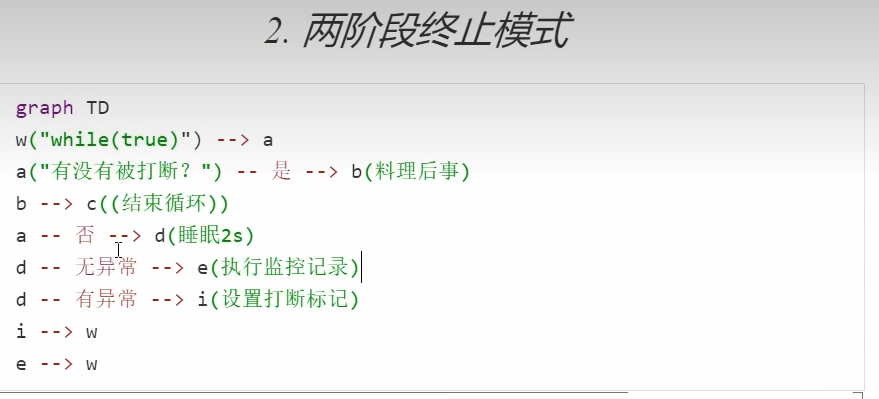 2. 两阶段终止模式
graph TD
w("while(true)") --> a
a("有没有被打断？") -- 是 --> b(料理后事)
b --> c((结束循环))
a -- 否 --> d(睡眠2s)
d -- 无异常 --> e(执行监控记录)
d -- 有异常 --> i(设置打断标记)
i --> w
e --> w